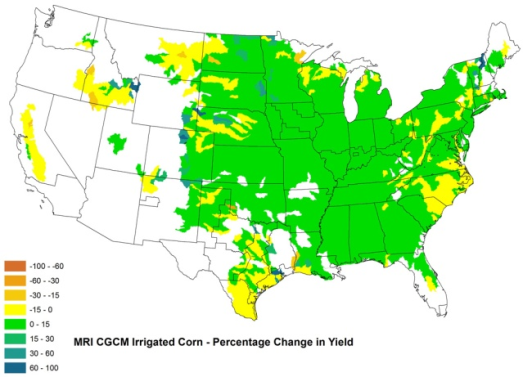 -100 - -60
-60 - -30
-30 - -15
-15 - 0
0 - 15
15 - 30
30 - 60
60 - 100
MRI CGCM Irrigated Corn - Percentage Change in Yield